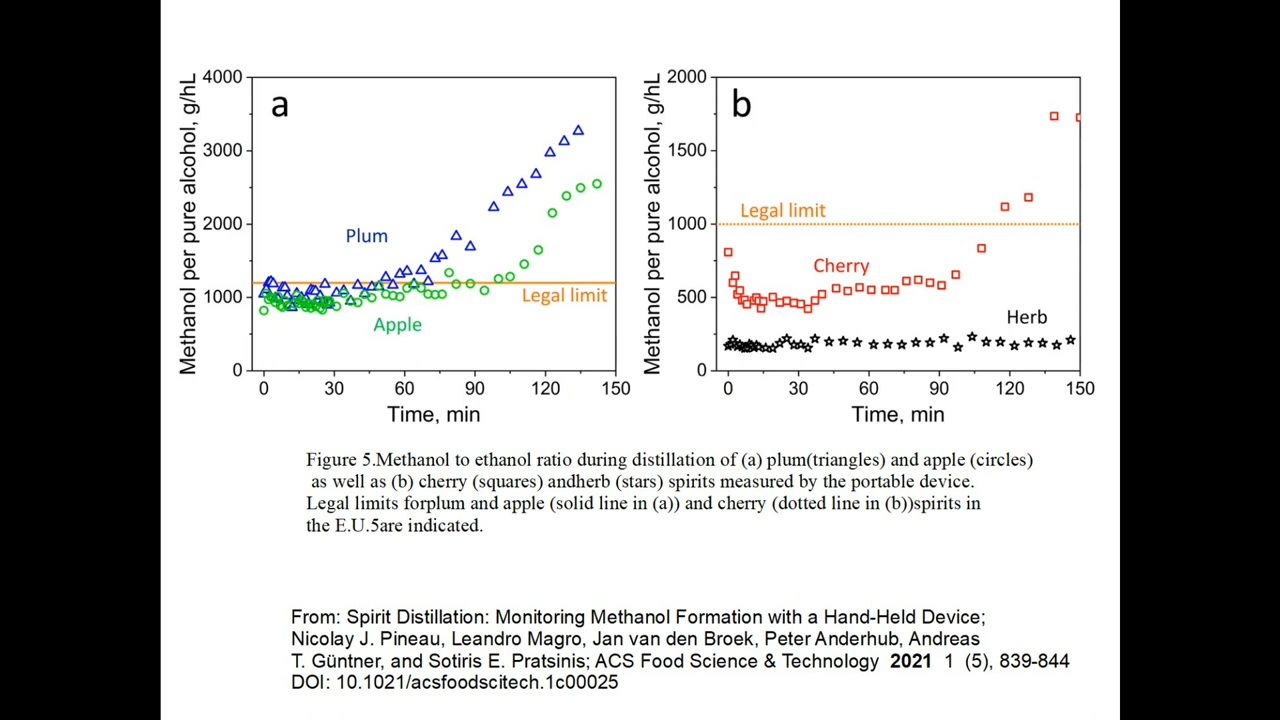 a
Methanol per pure alcohol, g/hL
4000
3000
2000
1000
0
Plum
Legal limit
Apple
0 30 60 90 120 150
Time, min
b
Methanol per pure alcohol, g/hL
2000
1500
1000
500
0
Legal limit
Cherry
Herb
0 30 60 90 120 150
Time, min
Figure 5.Methanol to ethanol ratio during distillation of (a) plum(triangles) and apple (circles)
as well as (b) cherry (squares) andherb (stars) spirits measured by the portable device.
Legal limits forplum and apple (solid line in (a)) and cherry (dotted line in (b))spirits in
the E.U.5are indicated.
From: Spirit Distillation: Monitoring Methanol Formation with a Hand-Held Device;
Nicolay J. Pineau, Leandro Magro, Jan van den Broek, Peter Anderhub, Andreas
T. Güntner, and Sotiris E. Pratsinis; ACS Food Science & Technology 2021 1 (5), 839-844
DOI: 10.1021/acsfoodscitech.1c00025